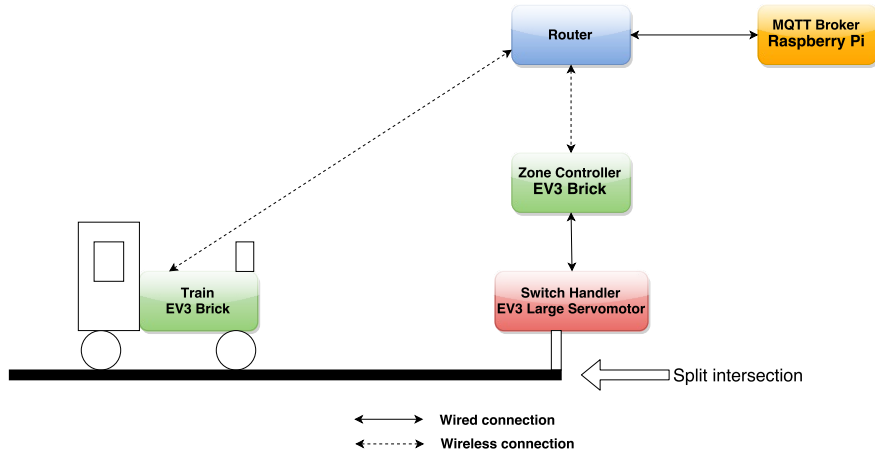 Router
MQTT Broker
Raspberry Pi
Zone Controller
EV3 Brick
Train
EV3 Brick
Switch Handler
EV3 Large Servomotor
Split intersection
Wired connection
Wireless connection